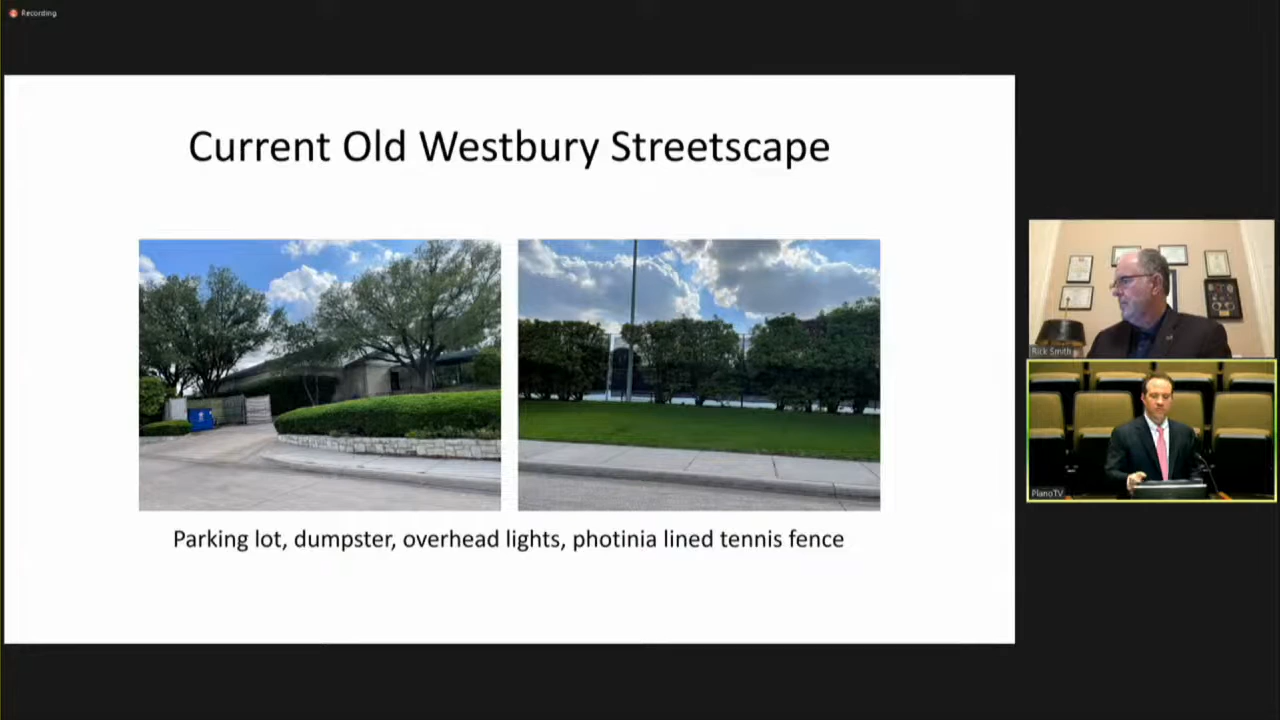 Recording
Current Old Westbury Streetscape
Parking lot, dumpster, overhead lights, photinia lined tennis fence
Rick Smith
PlanoTV